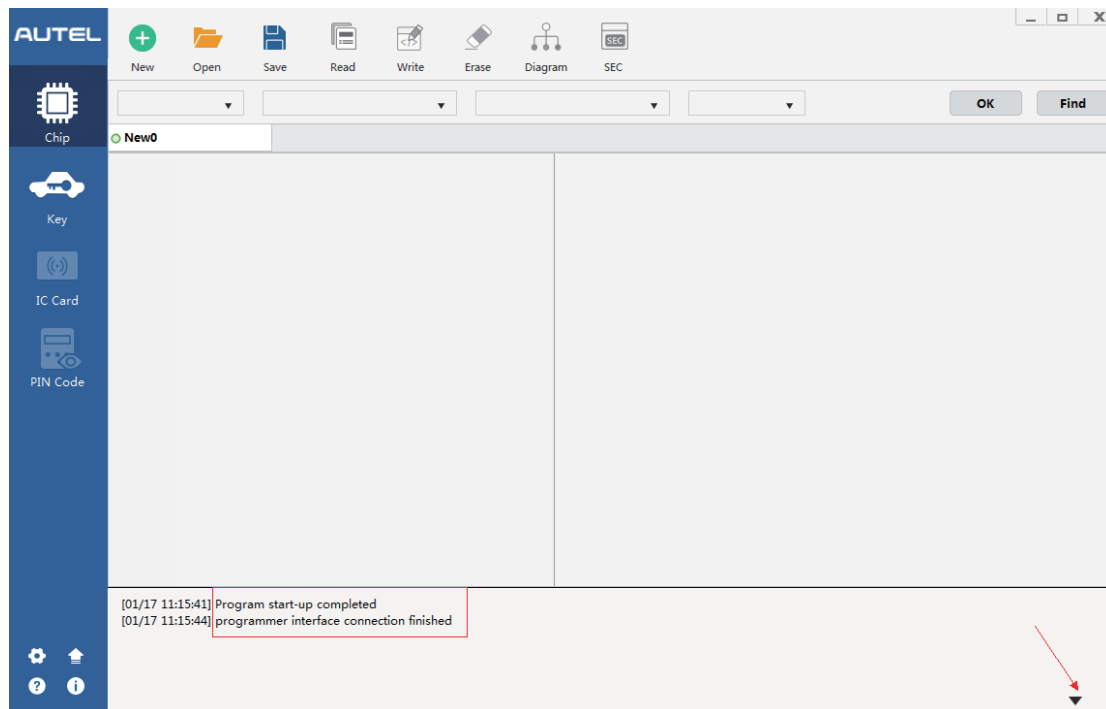 AUTEL
New Open Save Read Write Erase Diagram SEC
SEC
OK Find
Chip
New0
Key
IC Card
PIN Code
[01/17 11:15:41] Program start-up completed
[01/17 11:15:44] programmer interface connection finished